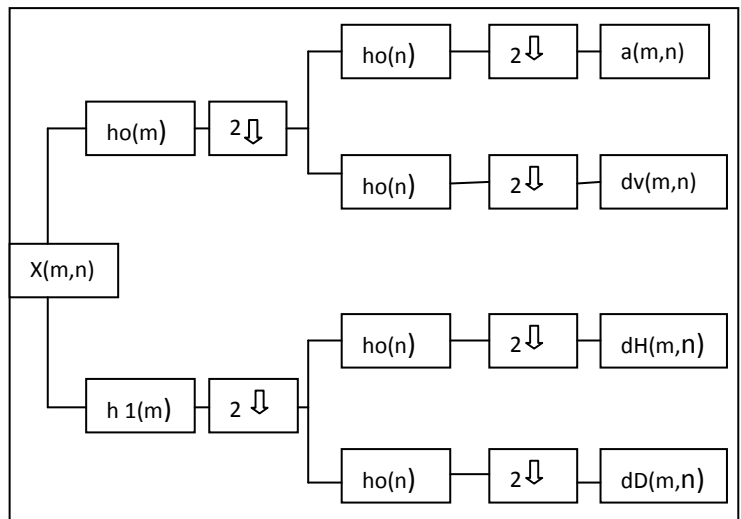 ho(n) 2⇩ a(m,n)
ho(m) 2⇩
ho(n) 2⇩ dv(m,n)
X(m,n)
ho(n) 2⇩ dH(m,n)
h 1(m) 2 ⇩
ho(n) 2⇩ dD(m,n)